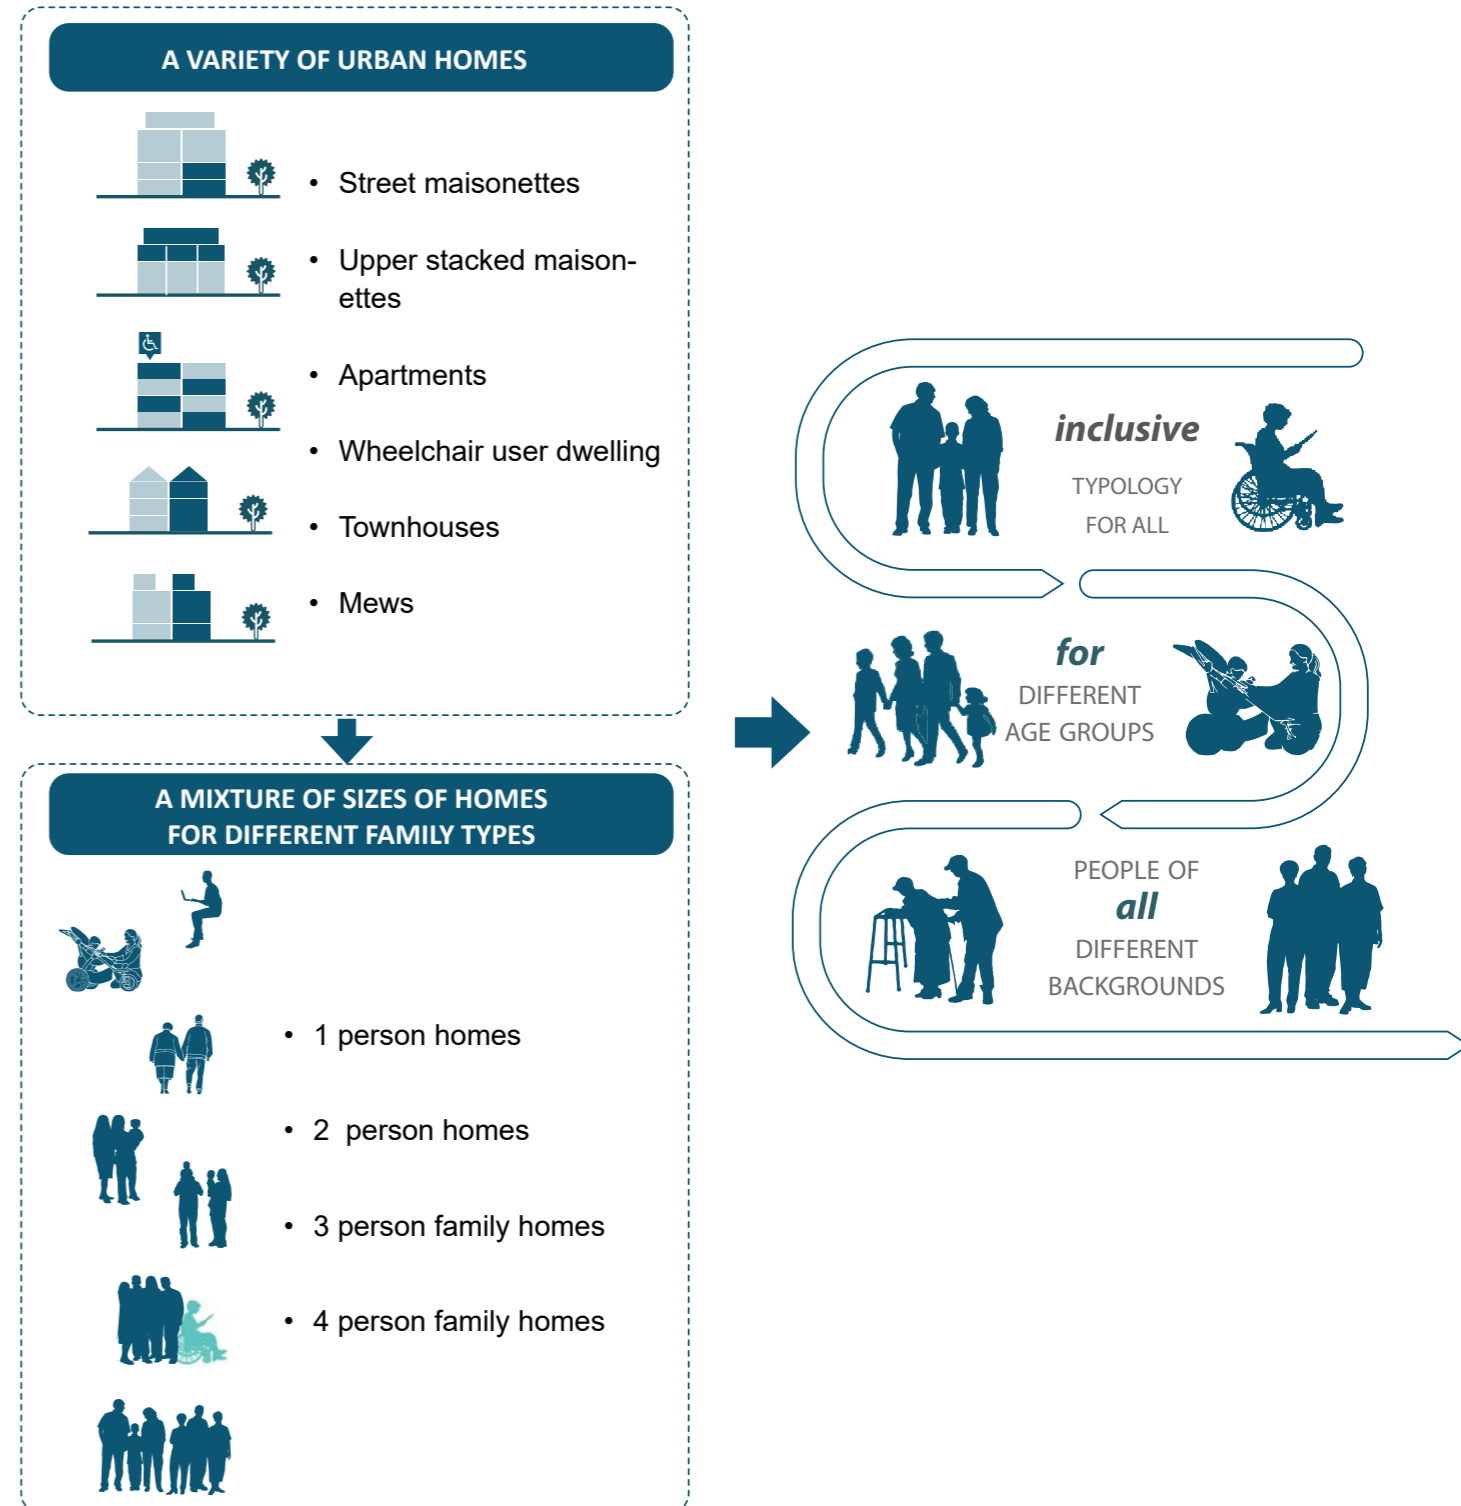 A VARIETY OF URBAN HOMES
• Street maisonettes
• Upper stacked maison-
ettes
• Apartments
• Wheelchair user dwelling
• Townhouses
• Mews
A MIXTURE OF SIZES OF HOMES
FOR DIFFERENT FAMILY TYPES
• 1 person homes
• 2 person homes
• 3 person family homes
• 4 person family homes
inclusive
TYPOLOGY
FOR ALL
for
DIFFERENT
AGE GROUPS
PEOPLE OF
all
DIFFERENT
BACKGROUNDS